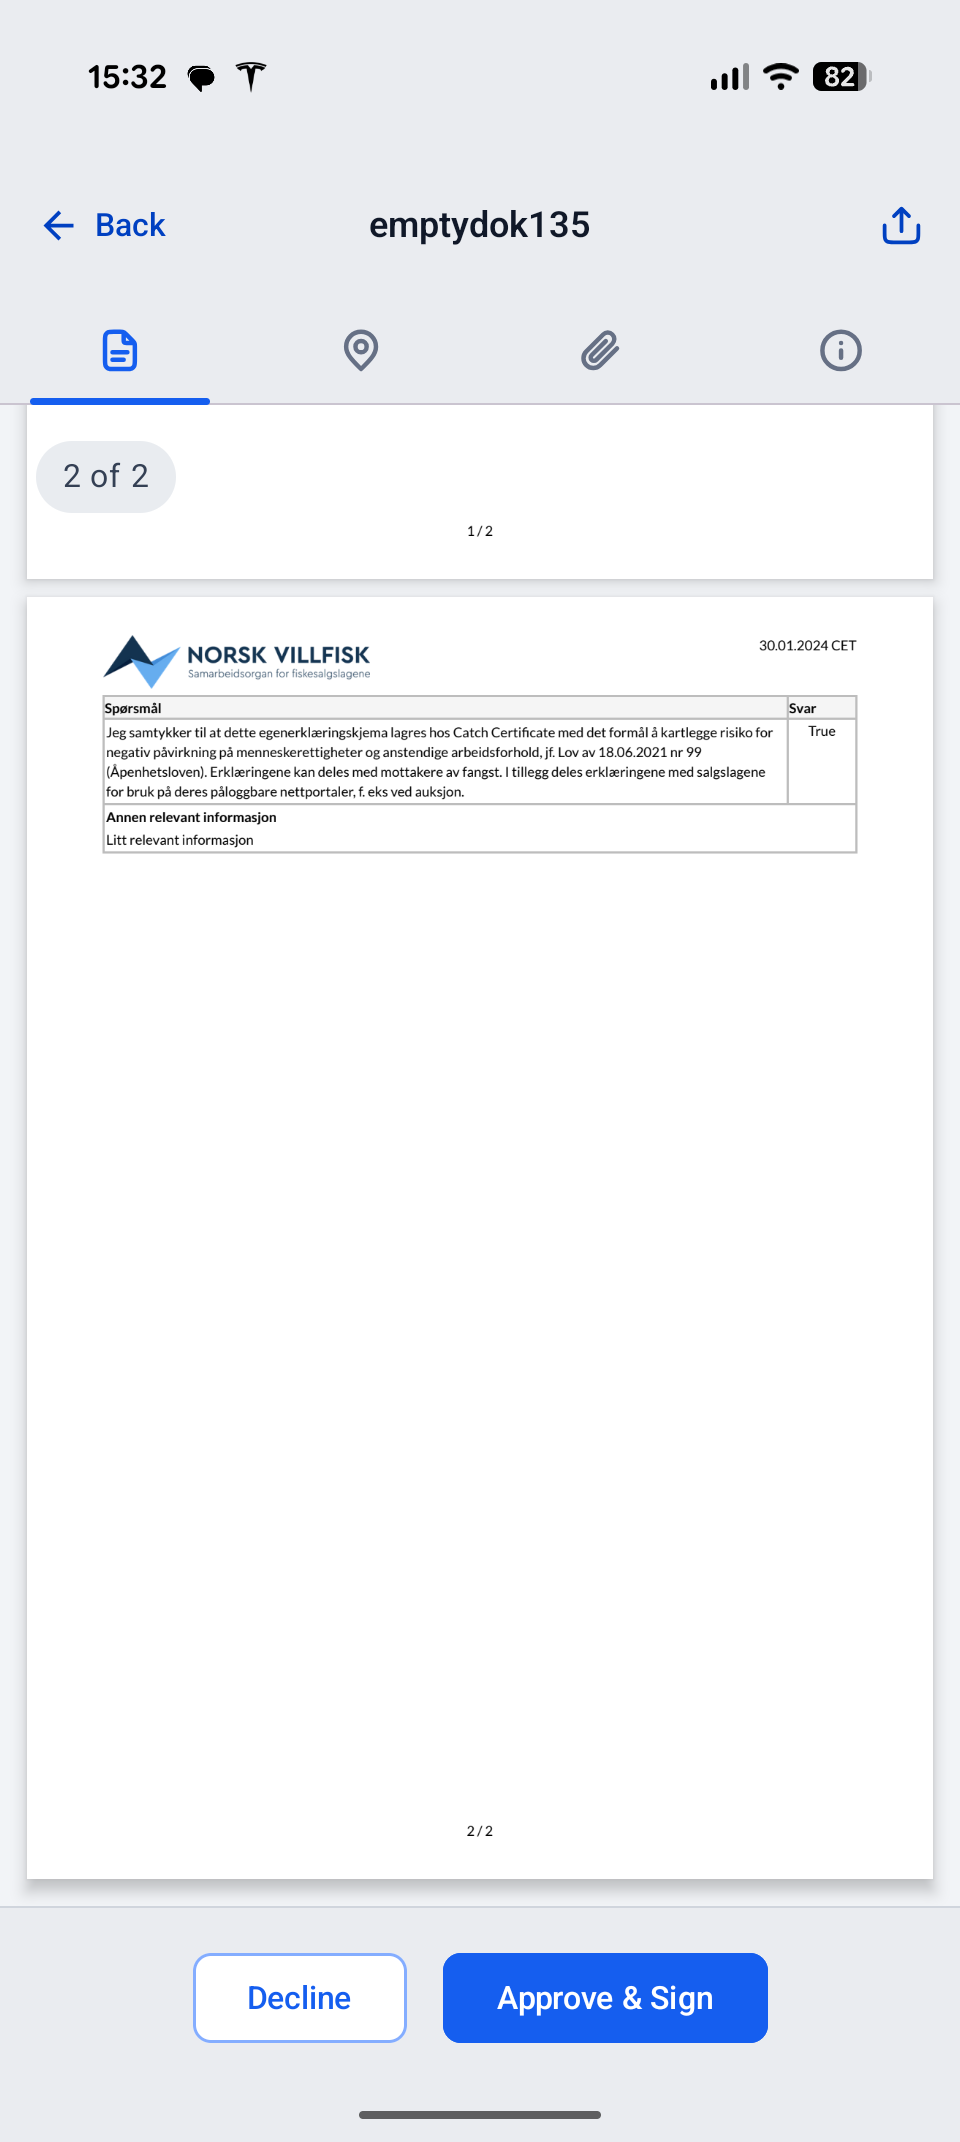 15:32
82
Back
emptydok135
2 of 2
1 / 2
NORSK VILLFISK
Samarbeidsorgan for fiskesalgslagene
30.01.2024 CET
Spørsmål
Svar
Jeg samtykker til at dette egenerklæringskjema lagres hos Catch Certificate med det formål å kartlegge risiko for
negativ påvirkning på menneskerettigheter og anstendige arbeidsforhold, jf. Lov av 18.06.2021 nr 99
(Åpenhetsloven). Erklæringene kan deles med mottakere av fangst. I tillegg deles erklæringene med salgslagene
for bruk på deres påloggbare nettportaler, f. eks ved auksjon.
True
Annen relevant informasjon
Litt relevant informasjon
2 / 2
Decline
Approve & Sign